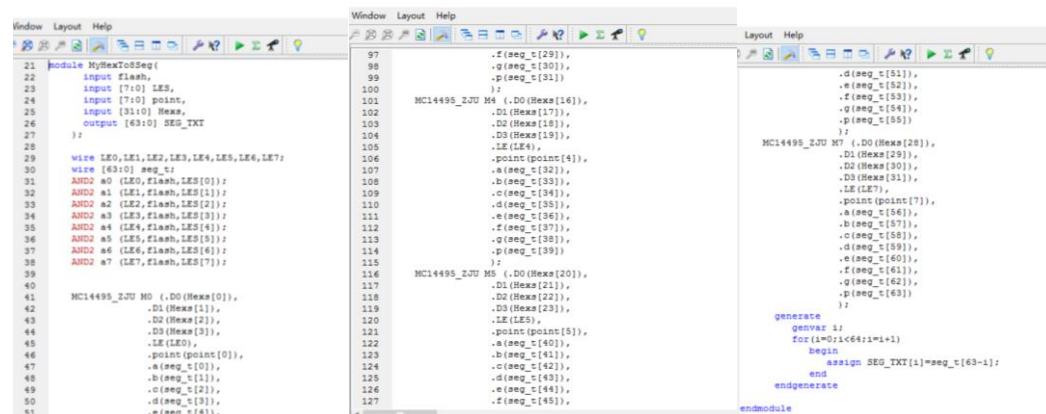 Window Layout Help
21 module MyHexTo8Seg(
22 input flash,
23 input [7:0] LES,
24 input [7:0] point,
25 input [31:0] Hexs,
26 output [63:0] SEG_TXT
27 );
28
29 wire LE0,LE1,LE2,LE3,LE4,LE5,LE6,LE7;
30 wire [63:0] seg_t;
31 AND2 a0 (LE0,flash,LES[0]);
32 AND2 a1 (LE1,flash,LES[1]);
33 AND2 a2 (LE2,flash,LES[2]);
34 AND2 a3 (LE3,flash,LES[3]);
35 AND2 a4 (LE4,flash,LES[4]);
36 AND2 a5 (LE5,flash,LES[5]);
37 AND2 a6 (LE6,flash,LES[6]);
38 AND2 a7 (LE7,flash,LES[7]);
39
40
41 MC14495_ZJU M0 (.D0(Hexs[0]),
42 .D1(Hexs[1]),
43 .D2(Hexs[2]),
44 .D3(Hexs[3]),
45 .LE(LE0),
46 .point(point[0]),
47 .a(seg_t[0]),
48 .b(seg_t[1]),
49 .c(seg_t[2]),
50 .d(seg_t[3]),
51 .e(seg_t[4]),
Window Layout Help
97 .f(seg_t[29]),
98 .g(seg_t[30]),
99 .p(seg_t[31])
100 );
101 MC14495_ZJU M4 (.D0(Hexs[16]),
102 .D1(Hexs[17]),
103 .D2(Hexs[18]),
104 .D3(Hexs[19]),
105 .LE(LE4),
106 .point(point[4]),
107 .a(seg_t[32]),
108 .b(seg_t[33]),
109 .c(seg_t[34]),
110 .d(seg_t[35]),
111 .e(seg_t[36]),
112 .f(seg_t[37]),
113 .g(seg_t[38]),
114 .p(seg_t[39])
115 );
116 MC14495_ZJU M5 (.D0(Hexs[20]),
117 .D1(Hexs[21]),
118 .D2(Hexs[22]),
119 .D3(Hexs[23]),
120 .LE(LE5),
121 .point(point[5]),
122 .a(seg_t[40]),
123 .b(seg_t[41]),
124 .c(seg_t[42]),
125 .d(seg_t[43]),
126 .e(seg_t[44]),
127 .f(seg_t[45]),
Layout Help
.d(seg_t[51]),
.e(seg_t[52]),
.f(seg_t[53]),
.g(seg_t[54]),
.p(seg_t[55])
);
MC14495_ZJU M7 (.D0(Hexs[28]),
.D1(Hexs[29]),
.D2(Hexs[30]),
.D3(Hexs[31]),
.LE(LE7),
.point(point[7]),
.a(seg_t[56]),
.b(seg_t[57]),
.c(seg_t[58]),
.d(seg_t[59]),
.e(seg_t[60]),
.f(seg_t[61]),
.g(seg_t[62]),
.p(seg_t[63])
);
generate
genvar i;
for(i=0;i<64;i=i+1)
begin
assign SEG_TXT[i]=seg_t[63-i];
end
endgenerate
endmodule